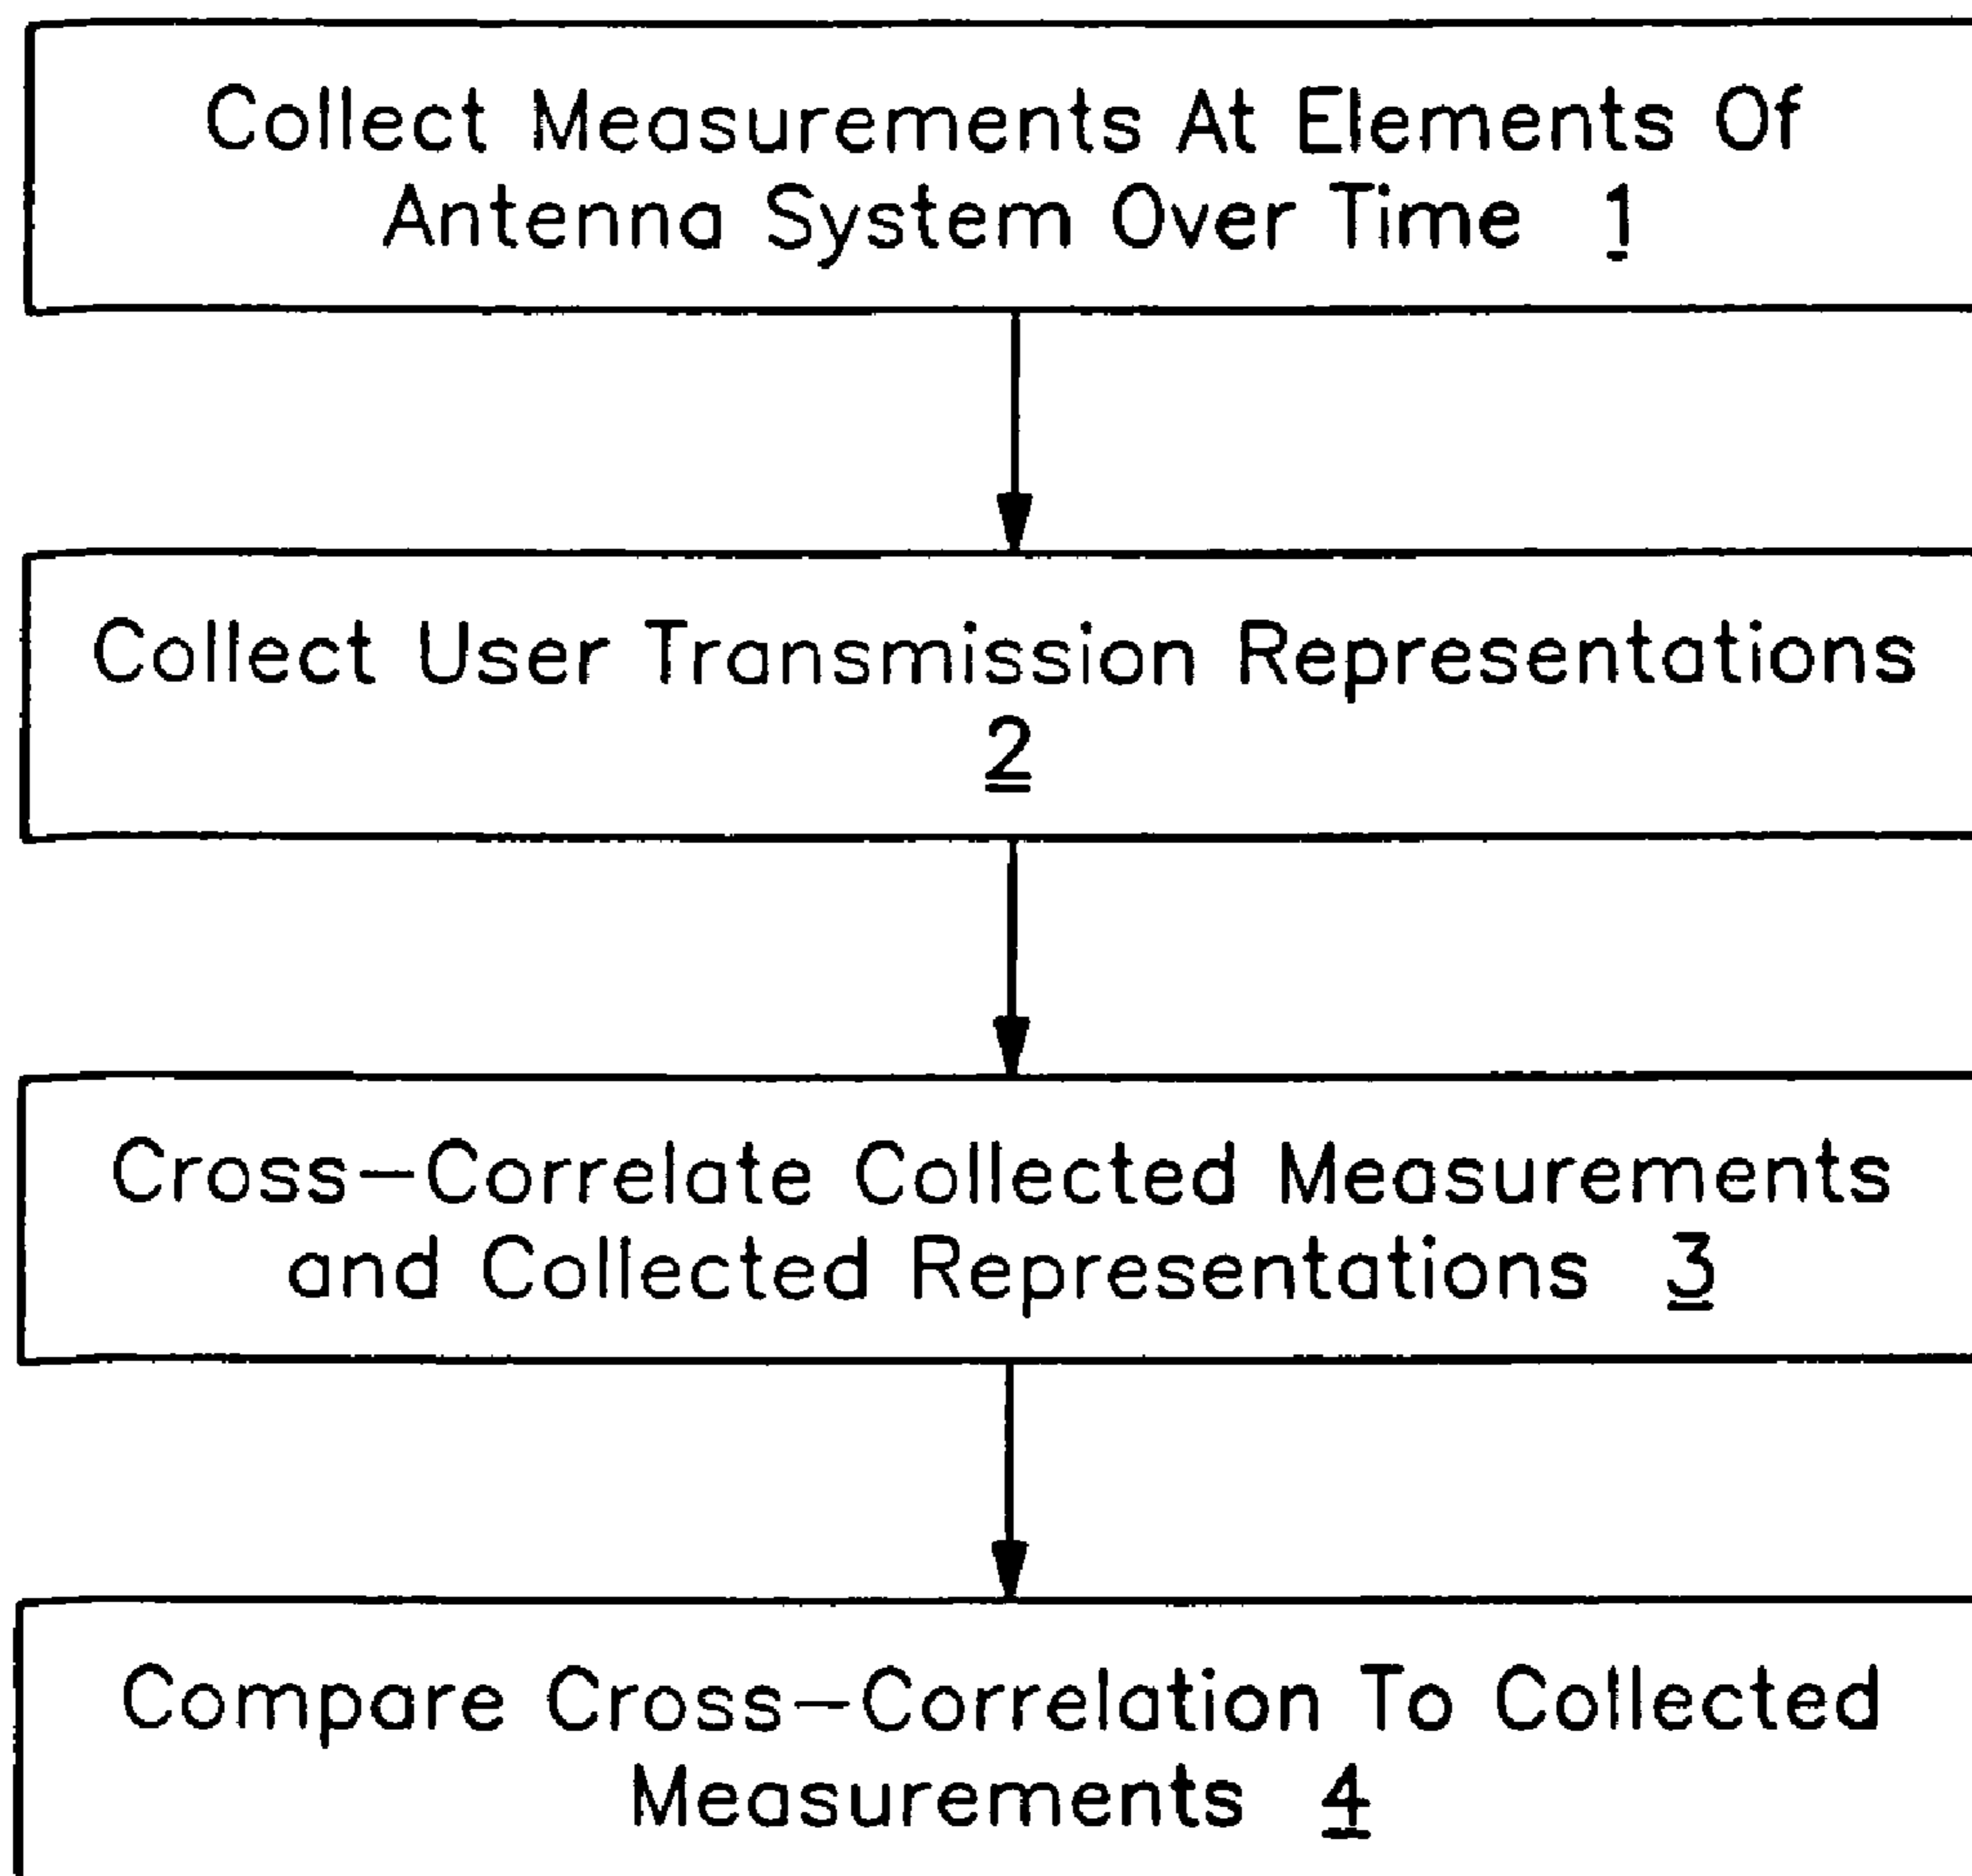 Collect Measurements At Elements Of
Antenna System Over Time 1
Collect User Transmission Representations
2
Cross-Correlate Collected Measurements
and Collected Representations 3
Compare Cross-Correlation To Collected
Measurements 4